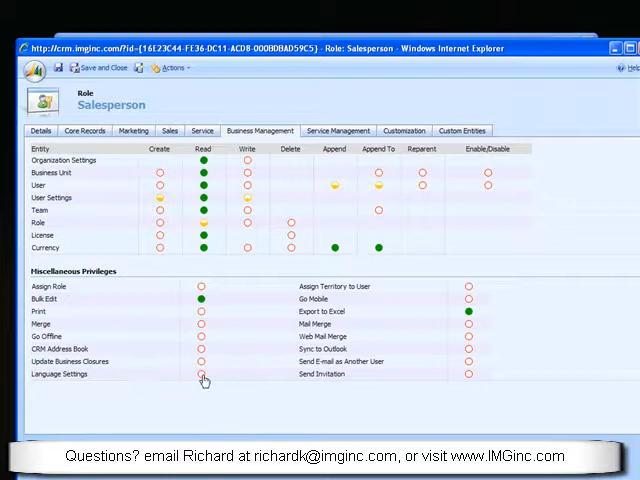 http://crm.imginc.com/?id={16E23C44-FE36-DC11-ACDB-000BDBAD59C5} - Role: Salesperson - Windows Internet Explorer
Save and Close Actions Help
Role
Salesperson
Details Core Records Marketing Sales Service Business Management Service Management Customization Custom Entities
Entity Create Read Write Delete Append Append To Reparent Enable/Disable
Organization Settings
Business Unit
User
User Settings
Team
Role
License
Currency
Miscellaneous Privileges
Assign Role Assign Territory to User
Bulk Edit Go Mobile
Print Export to Excel
Merge Mail Merge
Go Offline Web Mail Merge
CRM Address Book Sync to Outlook
Update Business Closures Send E-mail as Another User
Language Settings Send Invitation
Questions? email Richard at richardk@imginc.com, or visit www.IMGinc.com